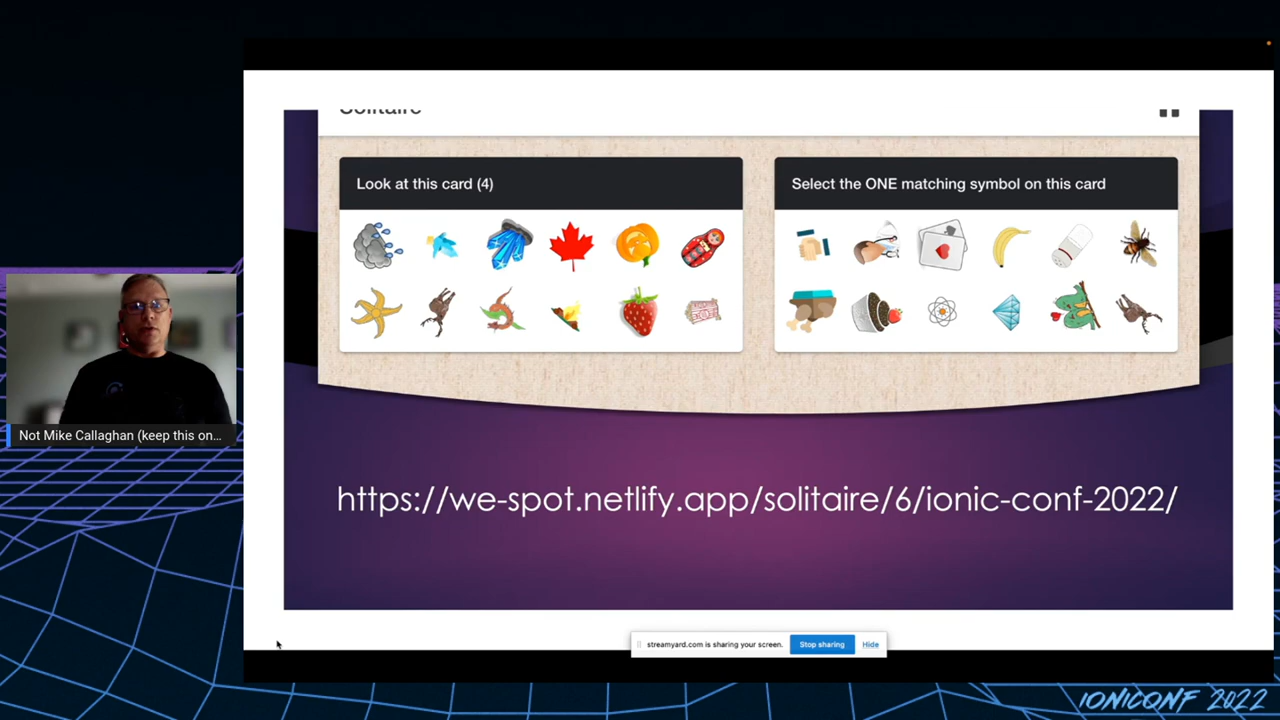 Solitaire
Look at this card (4)
Select the ONE matching symbol on this card
Not Mike Callaghan (keep this on...
https://we-spot.netlify.app/solitaire/6/ionic-conf-2022/
streamyard.com is sharing your screen.
Stop sharing
Hide
IONICONF 2022